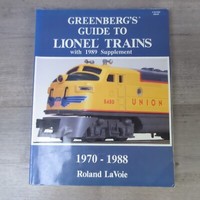 GREENBERG'S
GUIDE TO
LIONEL TRAINS
with 1989 Supplement
UNION
1970 - 1988
Roland LaVoie